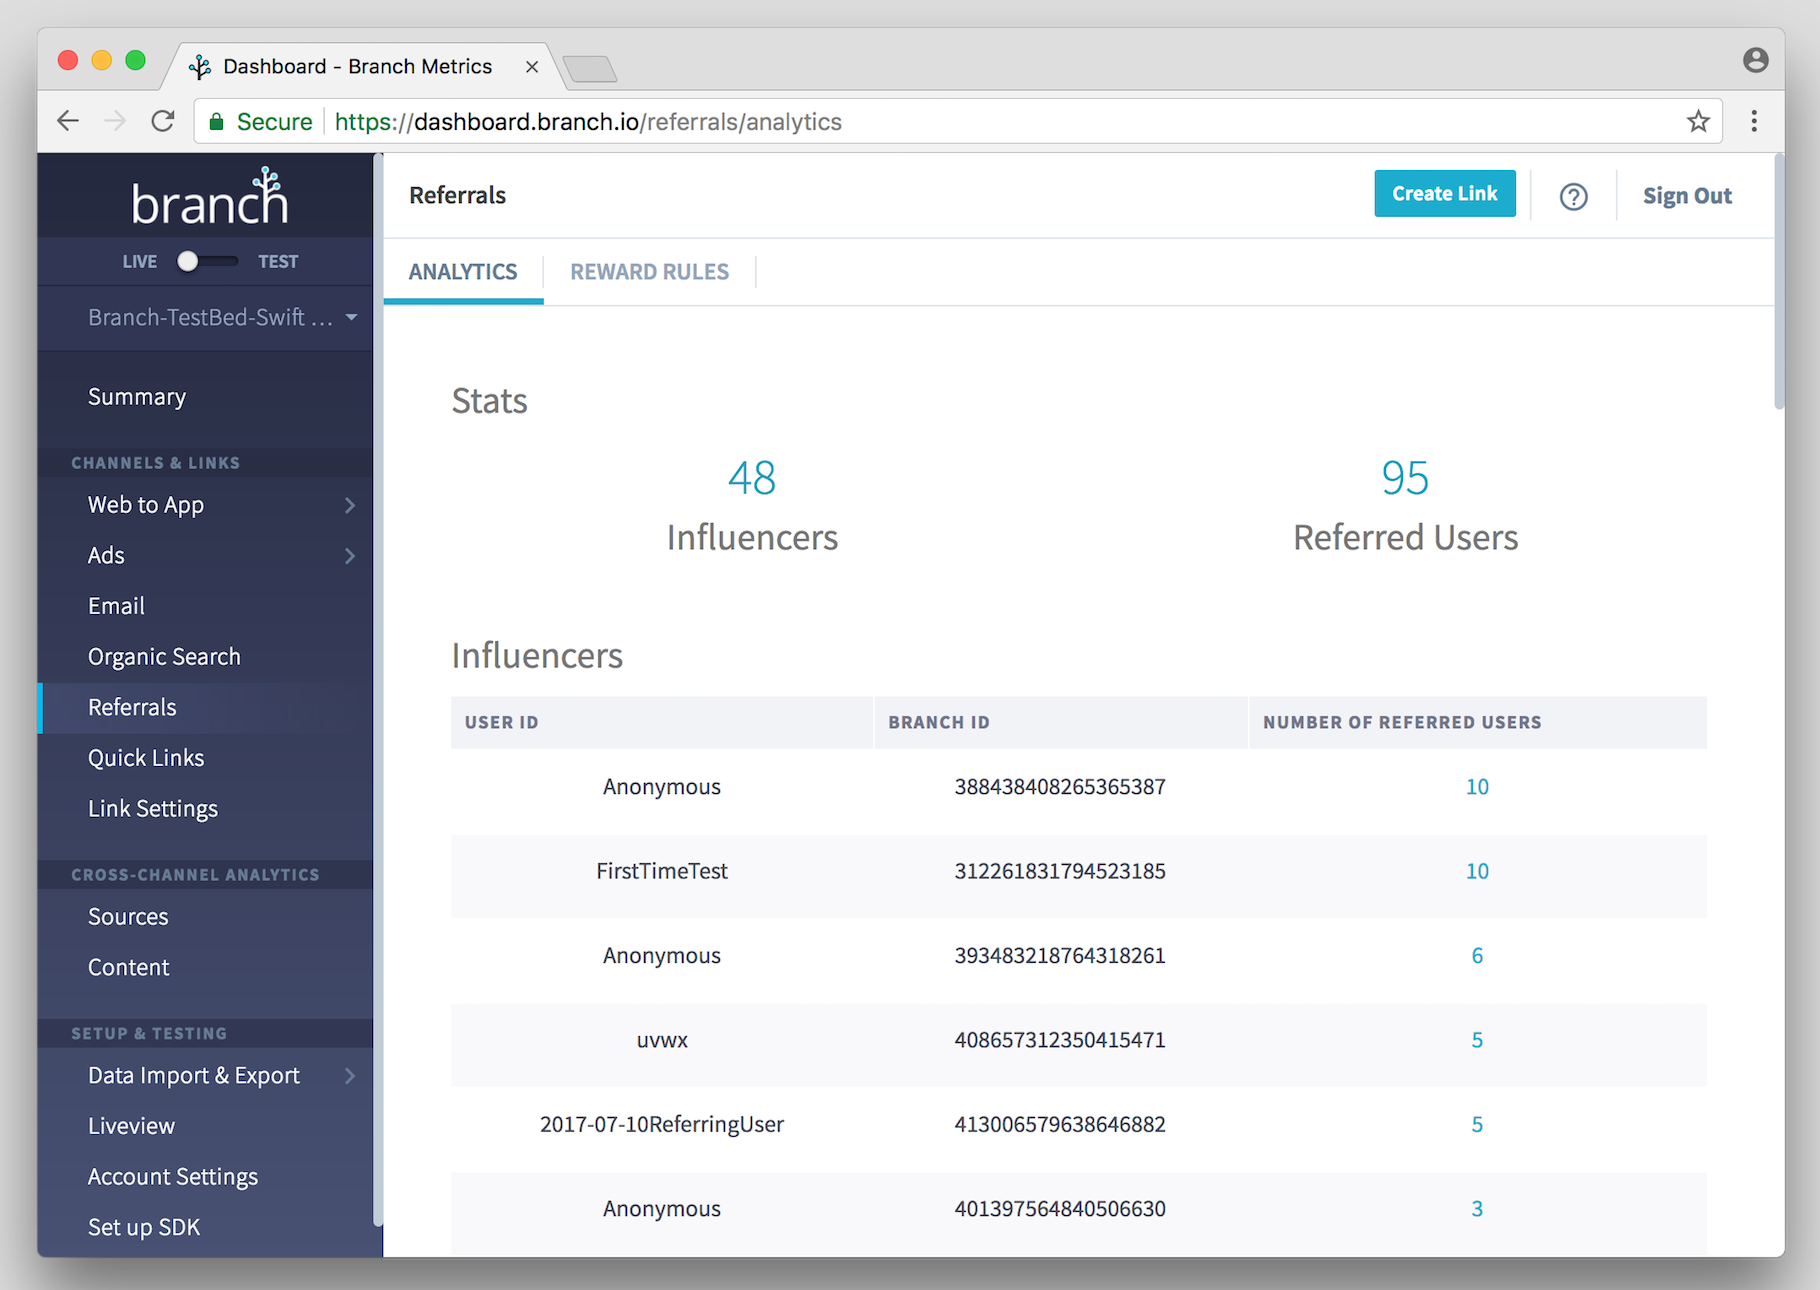 Dashboard - Branch Metrics
Secure https://dashboard.branch.io/referrals/analytics
branch
LIVE TEST
Branch-TestBed-Swift ...
Summary
CHANNELS & LINKS
Web to App
Ads
Email
Organic Search
Referrals
Quick Links
Link Settings
CROSS-CHANNEL ANALYTICS
Sources
Content
SETUP & TESTING
Data Import & Export
Liveview
Account Settings
Set up SDK
Referrals
Create Link
?
Sign Out
ANALYTICS REWARD RULES
Stats
48 95
Influencers Referred Users
Influencers
USER ID BRANCH ID NUMBER OF REFERRED USERS
Anonymous 388438408265365387 10
FirstTimeTest 312261831794523185 10
Anonymous 393483218764318261 6
uvwx 408657312350415471 5
2017-07-10ReferringUser 413006579638646882 5
Anonymous 401397564840506630 3